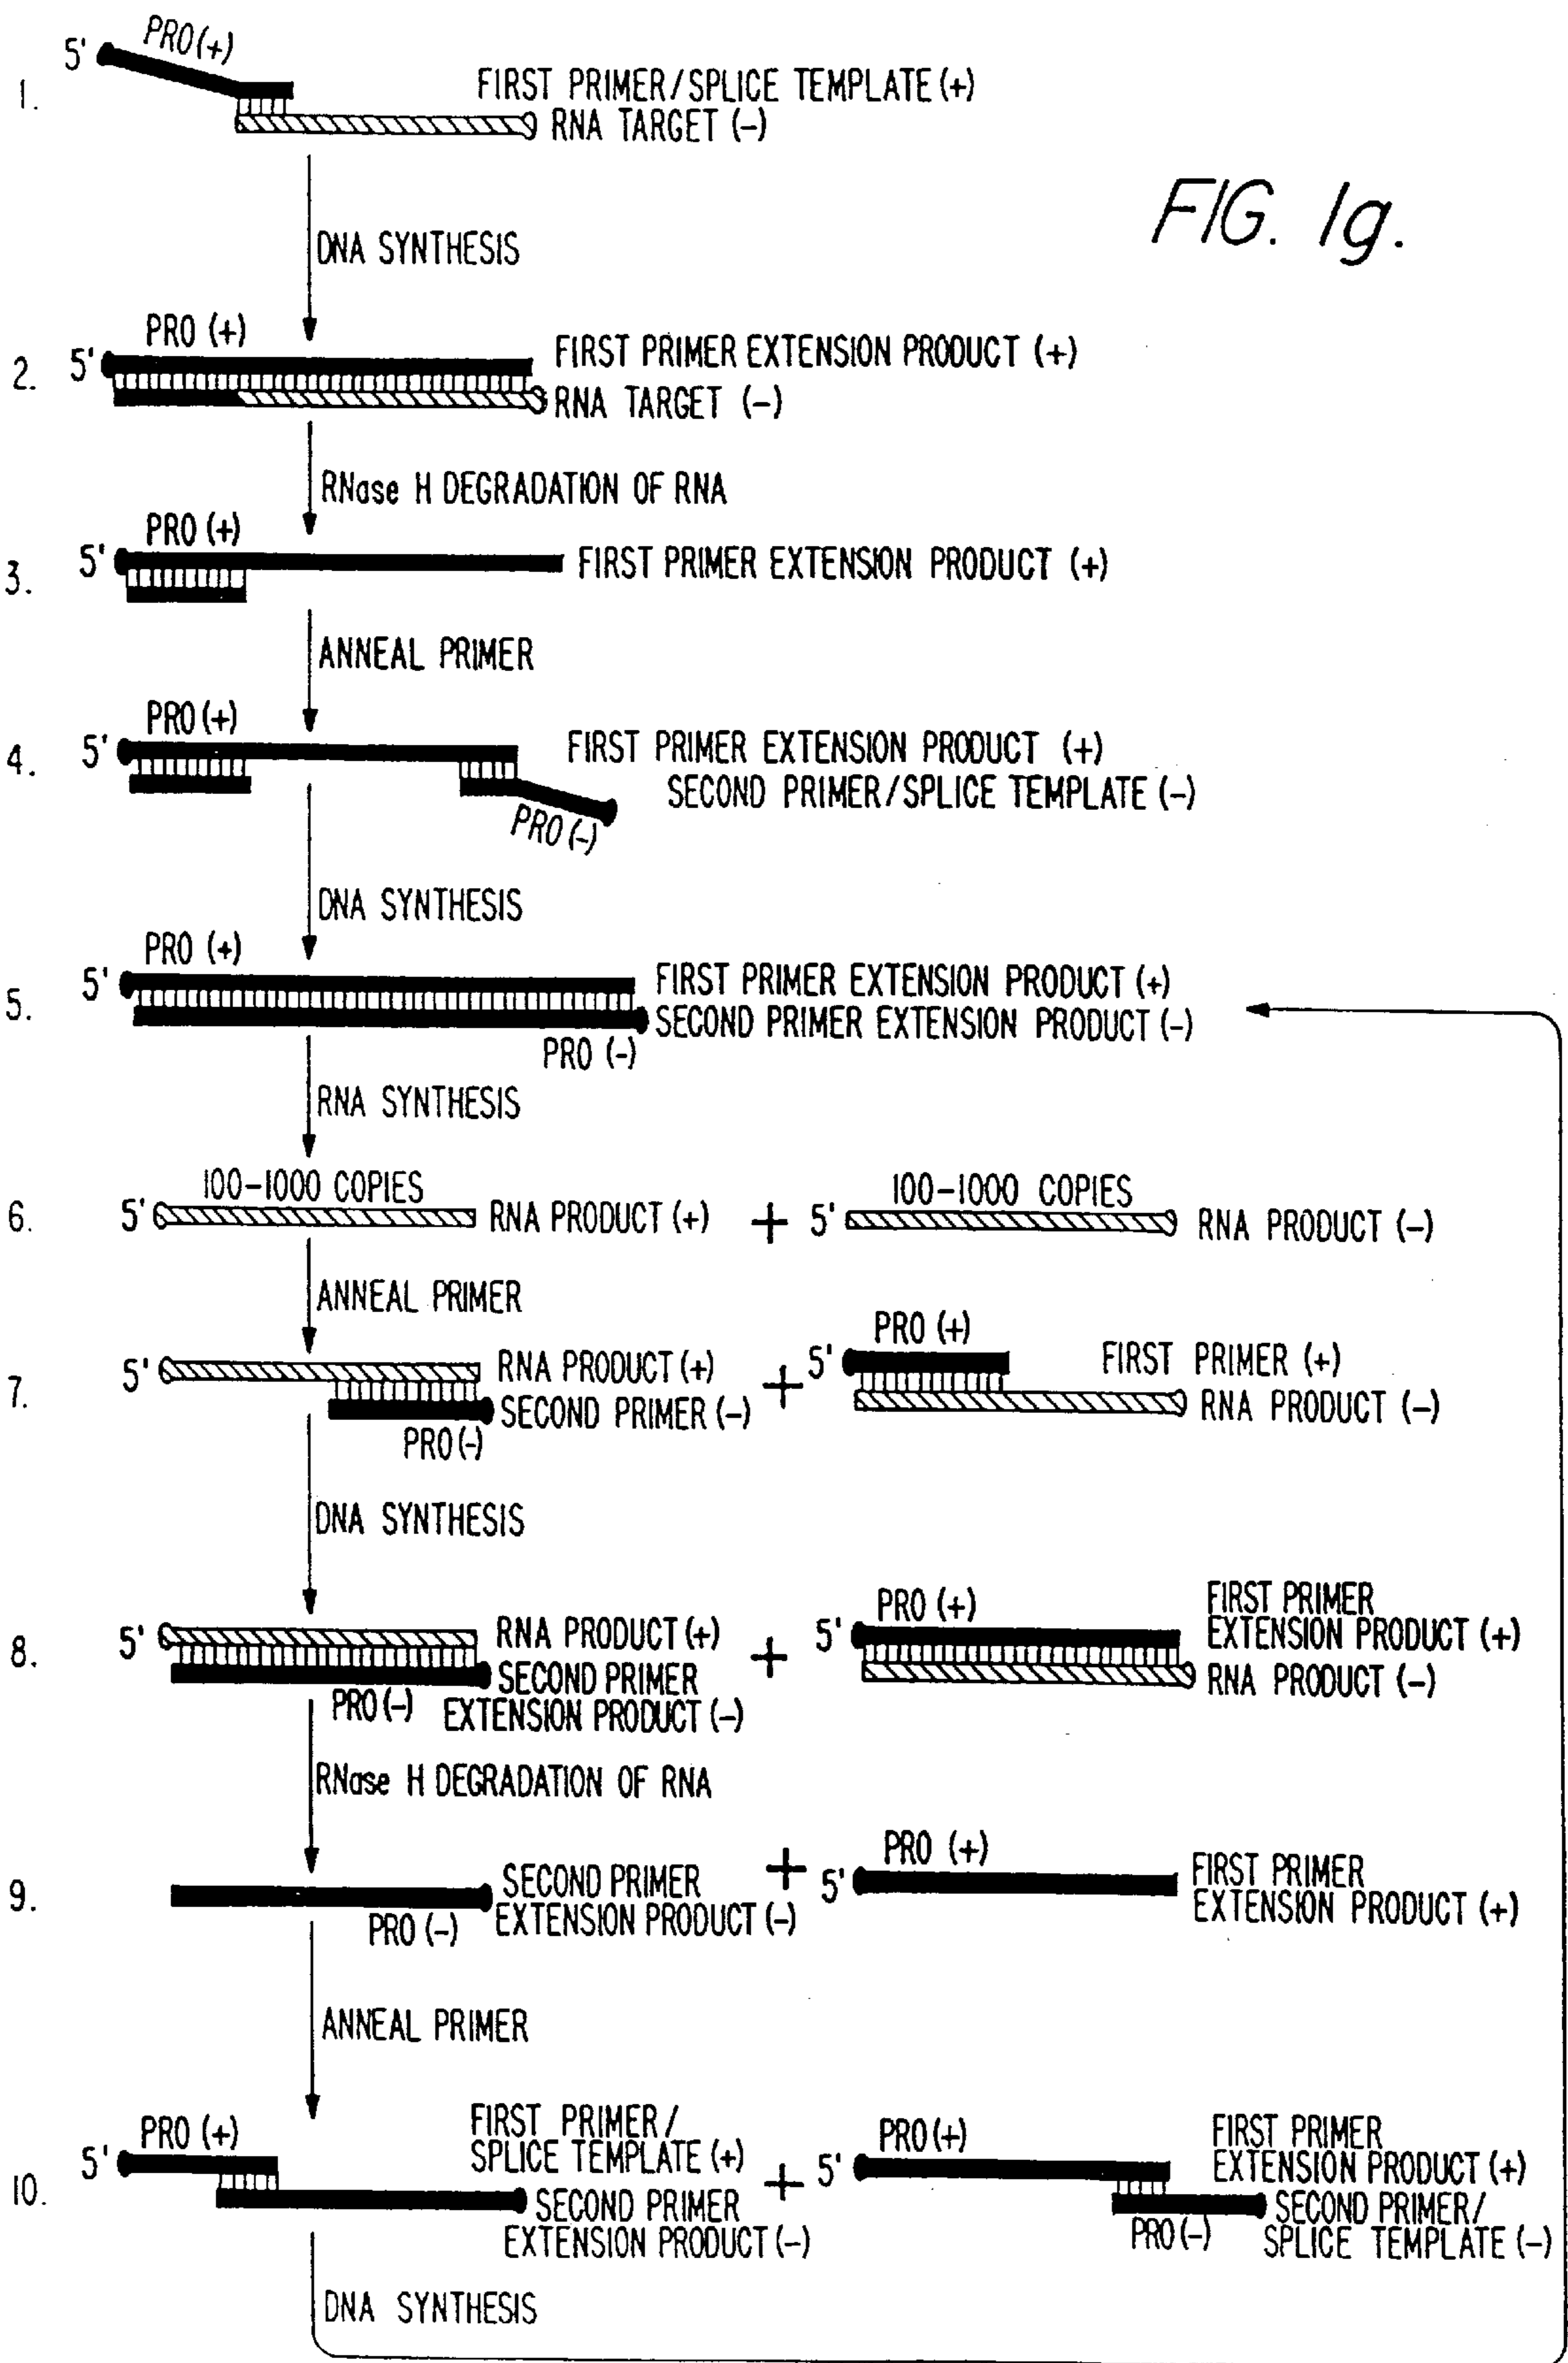 FIG. 1g.
1.
5' PRO(+)
FIRST PRIMER/SPLICE TEMPLATE (+)
RNA TARGET (-)
DNA SYNTHESIS
2.
5' PRO (+)
FIRST PRIMER EXTENSION PRODUCT (+)
RNA TARGET (-)
RNase H DEGRADATION OF RNA
3.
5' PRO (+)
FIRST PRIMER EXTENSION PRODUCT (+)
ANNEAL PRIMER
4.
5' PRO (+)
FIRST PRIMER EXTENSION PRODUCT (+)
SECOND PRIMER/SPLICE TEMPLATE (-)
PRO (-)
DNA SYNTHESIS
5.
5' PRO (+)
FIRST PRIMER EXTENSION PRODUCT (+)
SECOND PRIMER EXTENSION PRODUCT (-)
PRO (-)
RNA SYNTHESIS
6.
100-1000 COPIES
5' RNA PRODUCT (+) +
100-1000 COPIES
5' RNA PRODUCT (-)
ANNEAL PRIMER
7.
5' RNA PRODUCT (+)
SECOND PRIMER (-)
PRO (-)
+
PRO (+)
5' FIRST PRIMER (+)
RNA PRODUCT (-)
DNA SYNTHESIS
8.
5' RNA PRODUCT (+)
SECOND PRIMER
EXTENSION PRODUCT (-)
PRO (-)
+
PRO (+)
5' FIRST PRIMER
EXTENSION PRODUCT (+)
RNA PRODUCT (-)
RNase H DEGRADATION OF RNA
9.
SECOND PRIMER
EXTENSION PRODUCT (-)
PRO (-)
+
PRO (+)
5' FIRST PRIMER
EXTENSION PRODUCT (+)
ANNEAL PRIMER
10.
5' PRO (+)
FIRST PRIMER/
SPLICE TEMPLATE (+)
SECOND PRIMER
EXTENSION PRODUCT (-)
+
5' PRO (+)
FIRST PRIMER
EXTENSION PRODUCT (+)
SECOND PRIMER/
SPLICE TEMPLATE (-)
PRO (-)
DNA SYNTHESIS